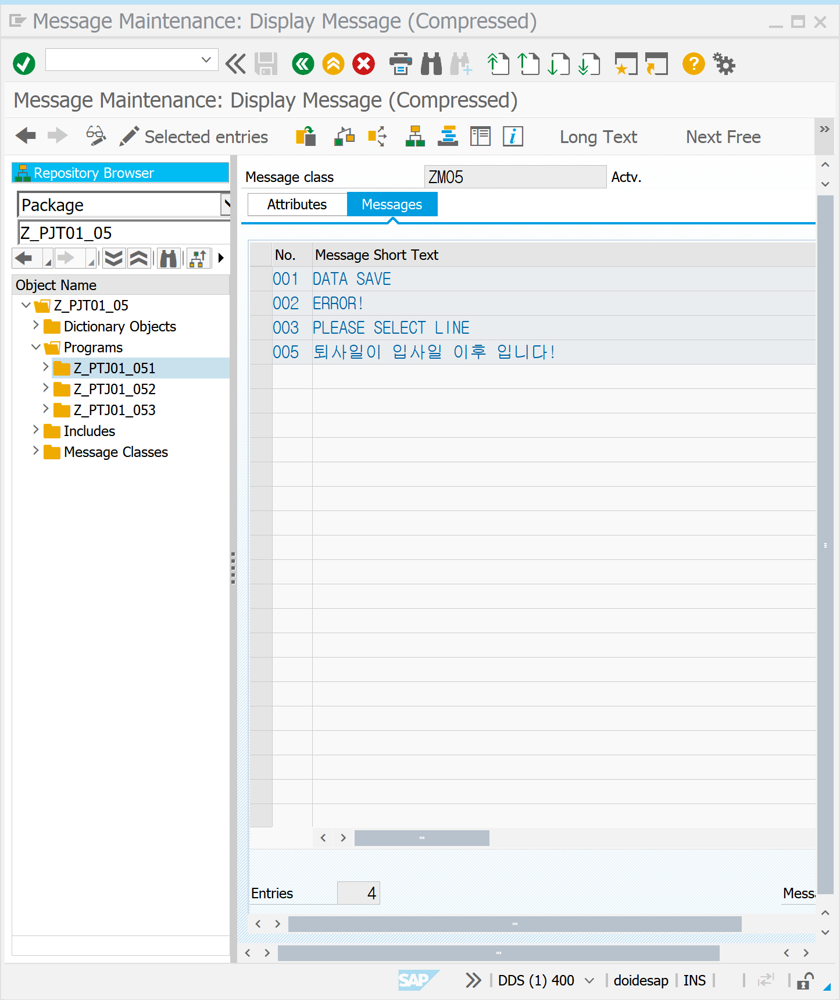 Message Maintenance: Display Message (Compressed)
Message Maintenance: Display Message (Compressed)
Selected entries Long Text Next Free
Repository Browser
Package
Z_PJT01_05
Object Name
Z_PJT01_05
Dictionary Objects
Programs
Z_PTJ01_051
Z_PTJ01_052
Z_PTJ01_053
Includes
Message Classes
Message class ZM05 Actv.
Attributes Messages
No. Message Short Text
001 DATA SAVE
002 ERROR!
003 PLEASE SELECT LINE
005 퇴사일이 입사일 이후 입니다!
Entries 4 Messa
SAP DDS (1) 400 doidesap INS